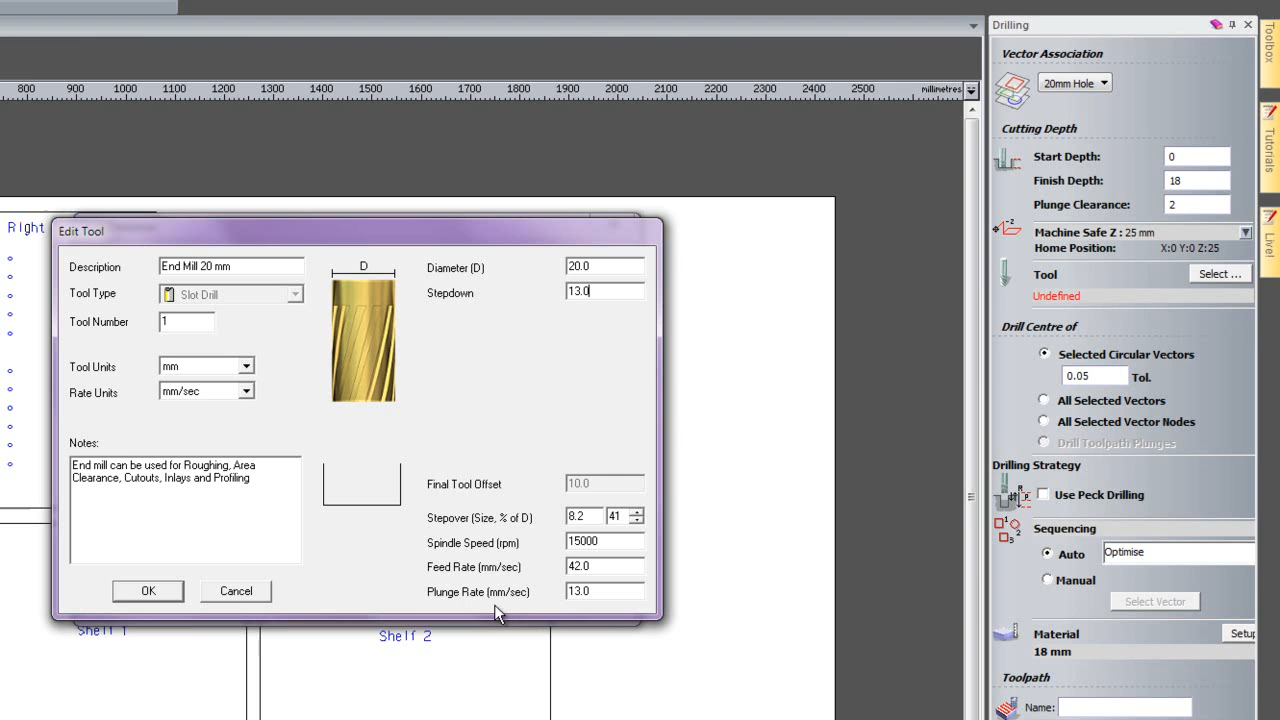 Drilling
Toolbox
Tutorials
Live!
Vector Association
20mm Hole
800 900 1000 1100 1200 1300 1400 1500 1600 1700 1800 1900 2000 2100 2200 2300 2400 2500 millimetres
Cutting Depth
Start Depth: 0
Finish Depth: 18
Plunge Clearance: 2
Machine Safe Z : 25 mm
Home Position: X:0 Y:0 Z:25
Tool Select ...
Undefined
Drill Centre of
Selected Circular Vectors
0.05 Tol.
All Selected Vectors
All Selected Vector Nodes
Drill Toolpath Plunges
Drilling Strategy
Use Peck Drilling
Sequencing
Auto Optimise
Manual
Select Vector
Material Setup
18 mm
Toolpath
Name:
Right
Edit Tool
Description End Mill 20 mm
Tool Type Slot Drill
Tool Number 1
Tool Units mm
Rate Units mm/sec
D
Diameter (D) 20.0
Stepdown 13.0
Notes:
End mill can be used for Roughing, Area
Clearance, Cutouts, Inlays and Profiling
Final Tool Offset 10.0
Stepover (Size, % of D) 8.2 41
Spindle Speed (rpm) 15000
Feed Rate (mm/sec) 42.0
Plunge Rate (mm/sec) 13.0
OK Cancel
Shelf 1
Shelf 2